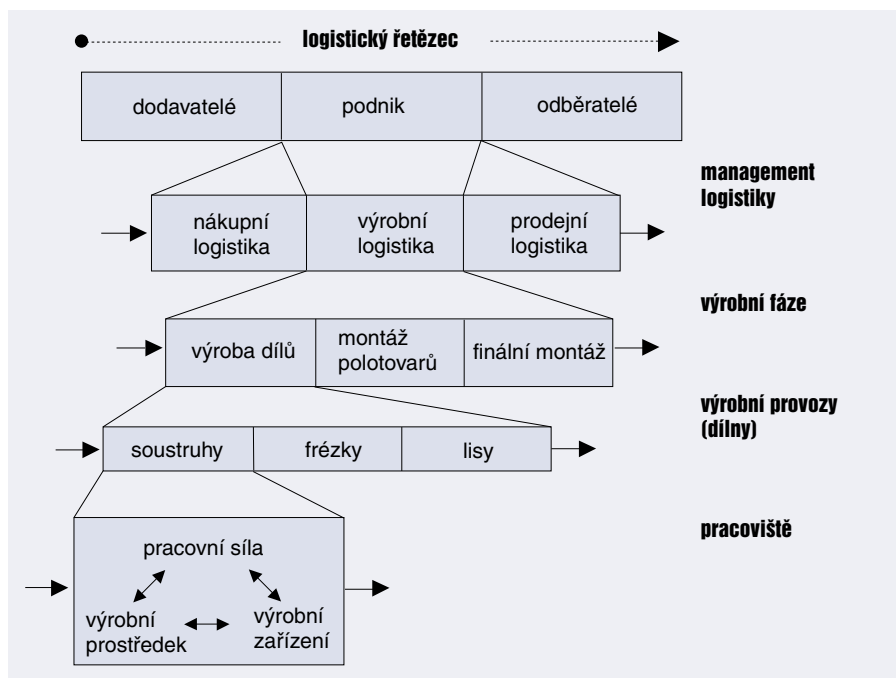 logistický řetězec
dodavatelé podnik odběratelé
management
logistiky
nákupní
logistika
výrobní
logistika
prodejní
logistika
výrobní fáze
výroba dílů
montáž
polotovarů
finální montáž
výrobní provozy
(dílny)
soustruhy frézky lisy
pracoviště
pracovní síla
výrobní
prostředek
výrobní
zařízení